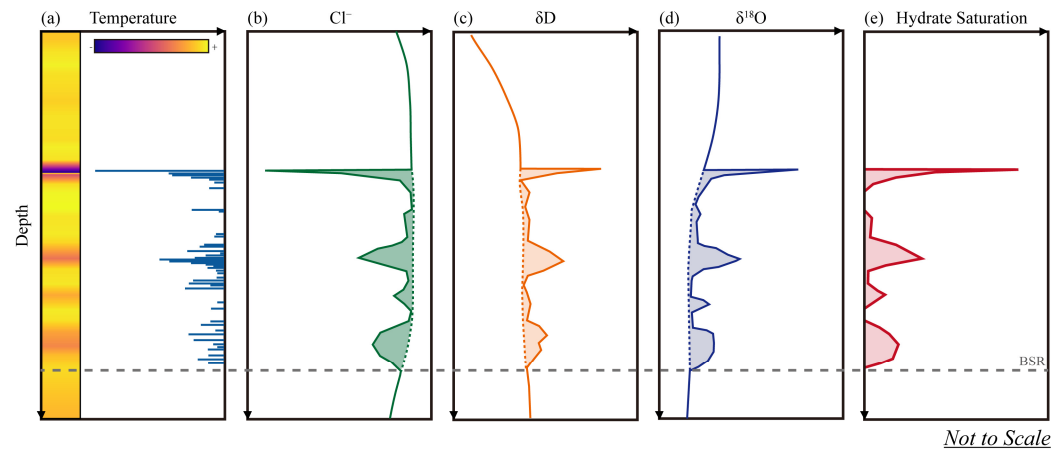 (a) Temperature
- +
(b) Cl⁻
(c) δD
(d) δ¹⁸O
(e) Hydrate Saturation
Depth
BSR
Not to Scale